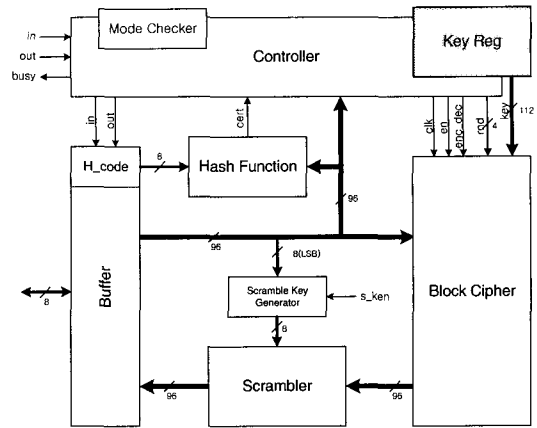 Mode Checker
Key Reg
in
out
busy
Controller
in
out
cert
clk
en
enc_dec
rqd
4
key
112
H_code
8
Hash Function
96
96
8(LSB)
Buffer
8
Scramble Key
Generator
s_ken
Block Cipher
8
96
Scrambler
96